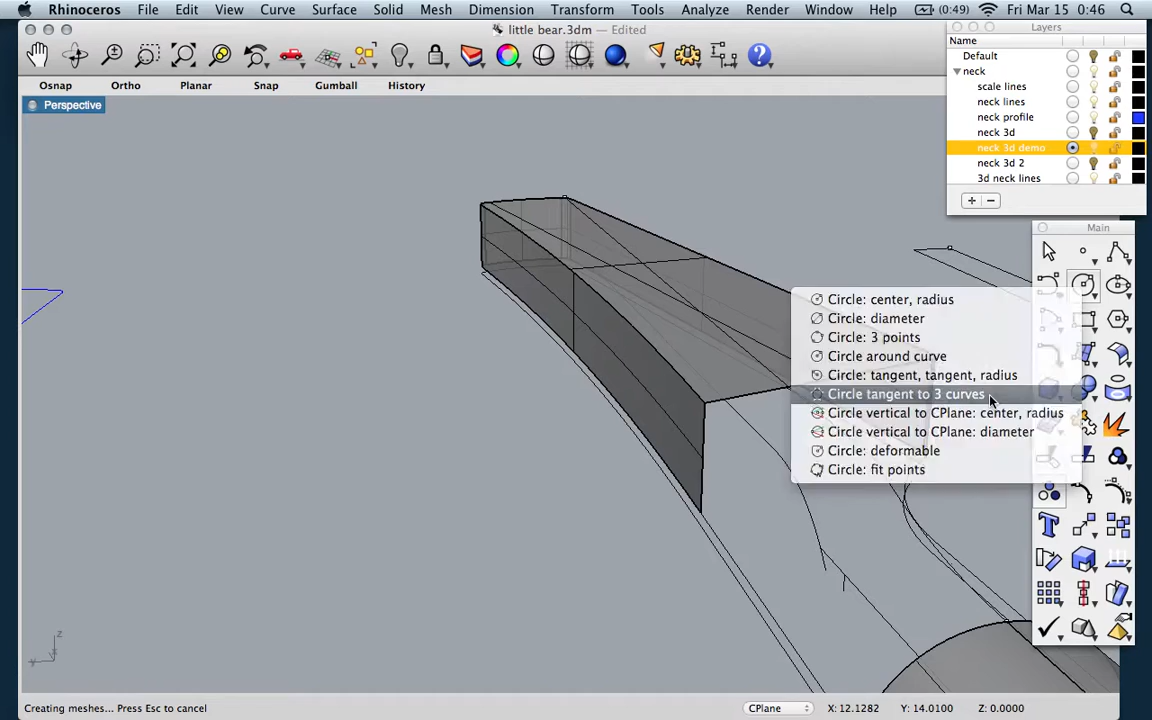 Rhinoceros File Edit View Curve Surface Solid Mesh Dimension Transform Tools Analyze Render Window Help (0:49) Fri Mar 15 0:46
little bear.3dm — Edited
Layers
Name
Default
neck
scale lines
neck lines
neck profile
neck 3d
neck 3d demo
neck 3d 2
3d neck lines
Osnap Ortho Planar Snap Gumball History
Perspective
Main
Circle: center, radius
Circle: diameter
Circle: 3 points
Circle around curve
Circle: tangent, tangent, radius
Circle tangent to 3 curves
Circle vertical to CPlane: center, radius
Circle vertical to CPlane: diameter
Circle: deformable
Circle: fit points
z
y
Creating meshes... Press Esc to cancel CPlane X: 12.1282 Y: 14.0100 Z: 0.0000